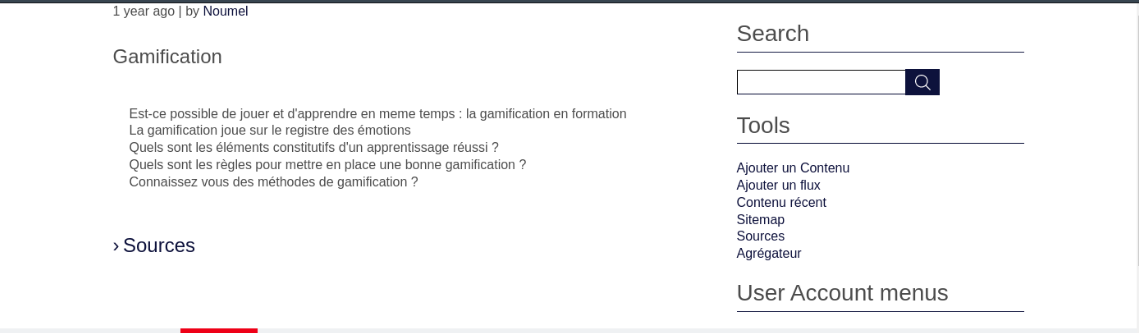 1 year ago | by Noumel
Gamification
Est-ce possible de jouer et d'apprendre en meme temps : la gamification en formation
La gamification joue sur le registre des émotions
Quels sont les éléments constitutifs d'un apprentissage réussi ?
Quels sont les règles pour mettre en place une bonne gamification ?
Connaissez vous des méthodes de gamification ?
› Sources
Search
Tools
Ajouter un Contenu
Ajouter un flux
Contenu récent
Sitemap
Sources
Agrégateur
User Account menus